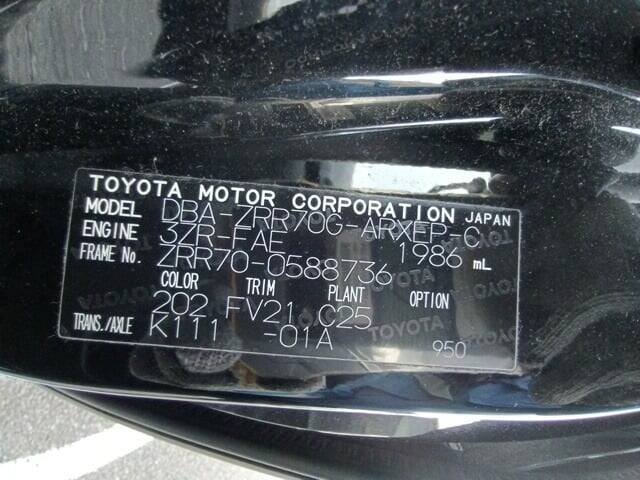 TOYOTA MOTOR CORPORATION JAPAN
MODEL DBA-ZRR70G-ARXEP-C
ENGINE 3ZR-FAE 1986 mL
FRAME No. ZRR70-0588736
COLOR TRIM PLANT OPTION
202 FV21 C25
TRANS./AXLE K111 -01A
950